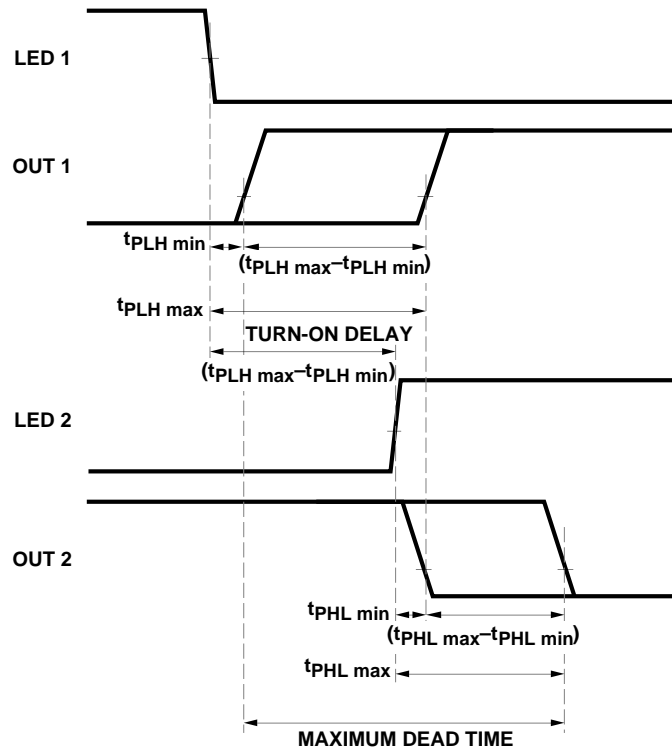 LED 1
OUT 1
tPLH min
(tPLH max–tPLH min)
tPLH max
TURN-ON DELAY
(tPLH max–tPLH min)
LED 2
OUT 2
tPHL min
(tPHL max–tPHL min)
tPHL max
MAXIMUM DEAD TIME